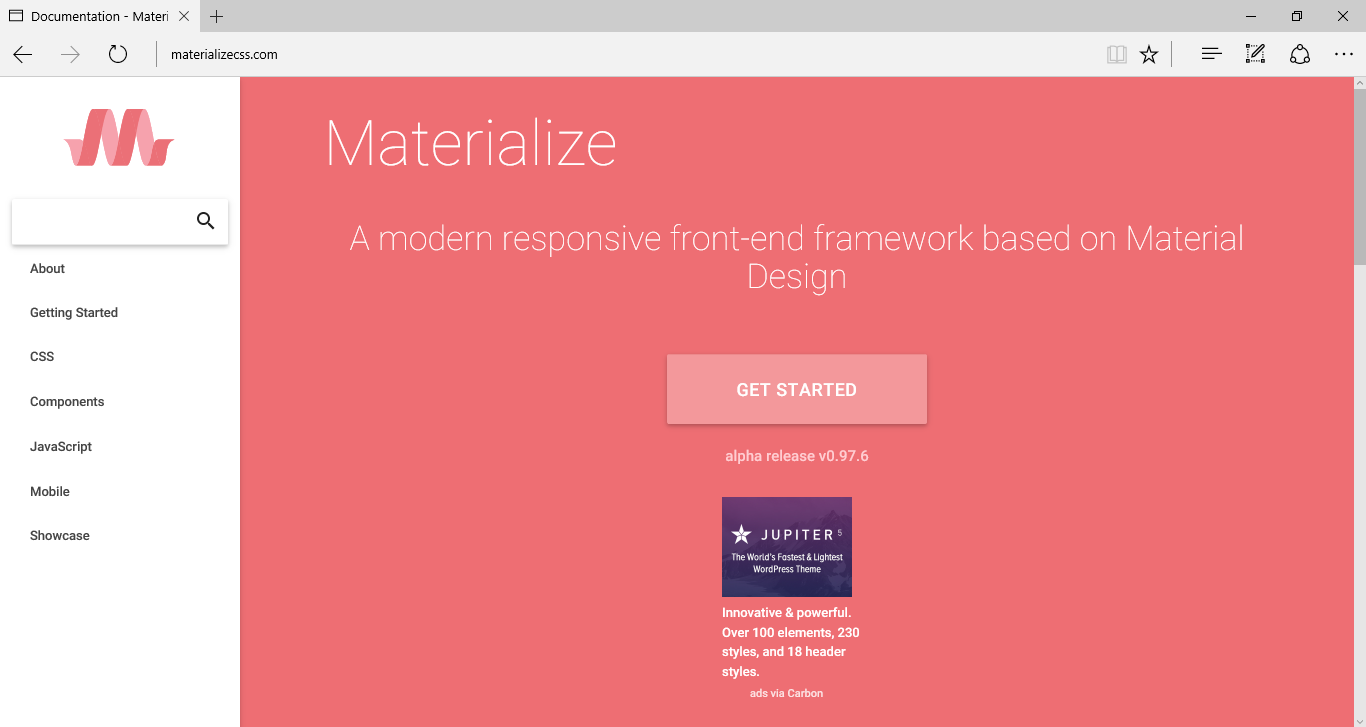 Documentation - Materi
materializecss.com
About
Getting Started
CSS
Components
JavaScript
Mobile
Showcase
Materialize
A modern responsive front-end framework based on Material
Design
GET STARTED
alpha release v0.97.6
JUPITER 5
The World's Fastest & Lightest
WordPress Theme
Innovative & powerful.
Over 100 elements, 230
styles, and 18 header
styles.
ads via Carbon